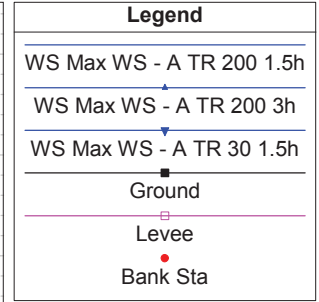 Legend
WS Max WS - A TR 200 1.5h
WS Max WS - A TR 200 3h
WS Max WS - A TR 30 1.5h
Ground
Levee
Bank Sta